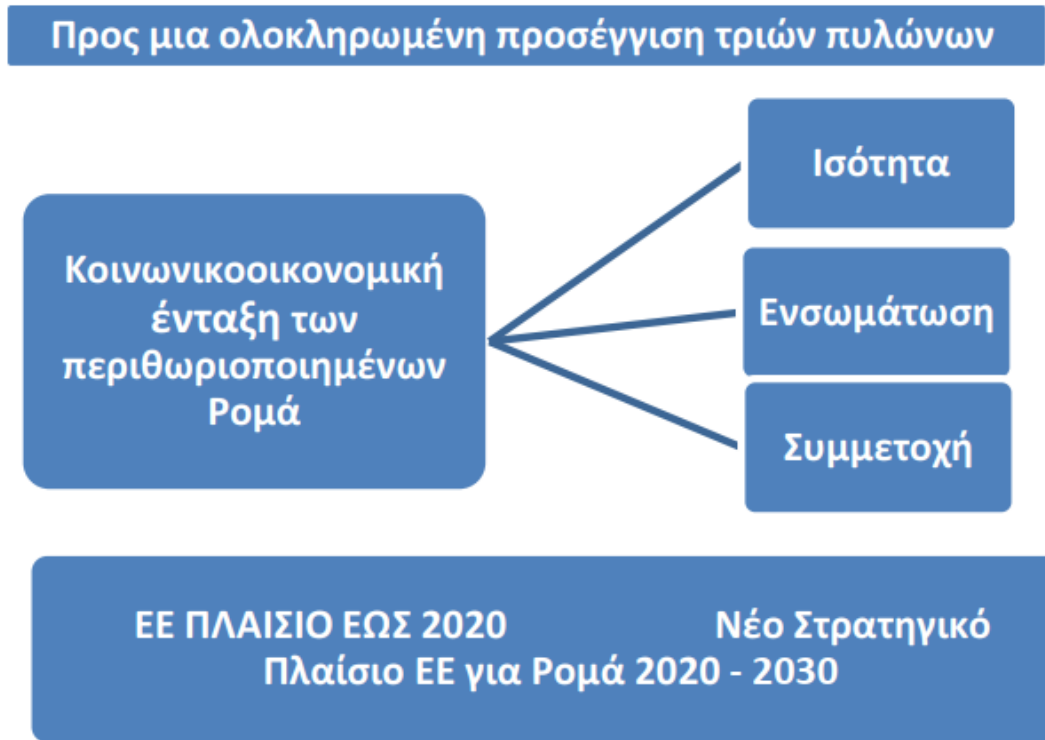 Προς μια ολοκληρωμένη προσέγγιση τριών πυλώνων
Κοινωνικοοικονομική
ένταξη των
περιθωριοποιημένων
Ρομά
Ισότητα
Ενσωμάτωση
Συμμετοχή
ΕΕ ΠΛΑΙΣΙΟ ΕΩΣ 2020 Νέο Στρατηγικό
Πλαίσιο ΕΕ για Ρομά 2020 - 2030